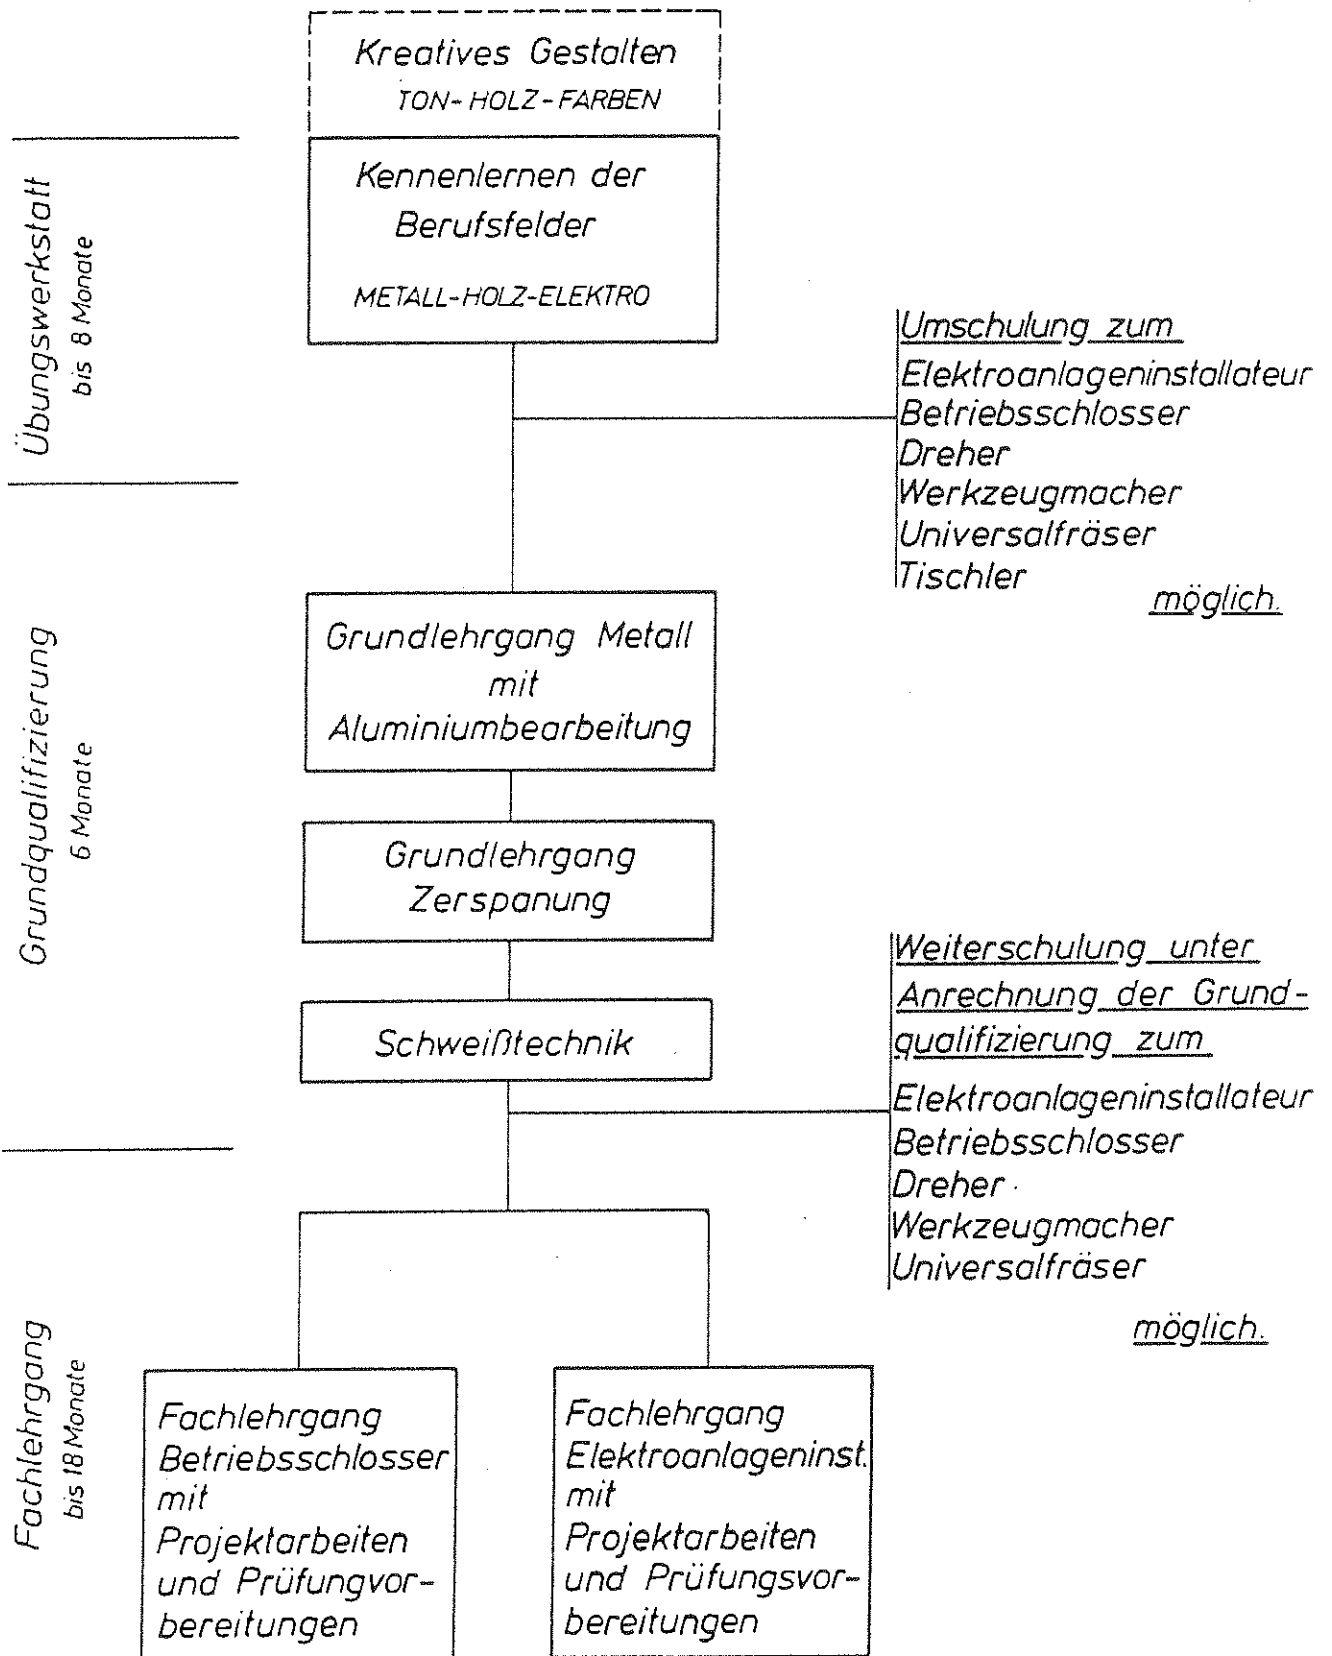 Kreatives Gestalten
TON-HOLZ-FARBEN
Übungswerkstatt
bis 8 Monate
Kennenlernen der
Berufsfelder
METALL-HOLZ-ELEKTRO
Umschulung zum
Elektroanlageninstallateur
Betriebsschlosser
Dreher
Werkzeugmacher
Universalfräser
Tischler
möglich.
Grundqualifizierung
6 Monate
Grundlehrgang Metall
mit
Aluminiumbearbeitung
Grundlehrgang
Zerspanung
Schweißtechnik
Weiterschulung unter
Anrechnung der Grund-
qualifizierung zum
Elektroanlageninstallateur
Betriebsschlosser
Dreher
Werkzeugmacher
Universalfräser
möglich.
Fachlehrgang
bis 18 Monate
Fachlehrgang
Betriebsschlosser
mit
Projektarbeiten
und Prüfungvor-
bereitungen
Fachlehrgang
Elektroanlageninst.
mit
Projektarbeiten
und Prüfungsvor-
bereitungen